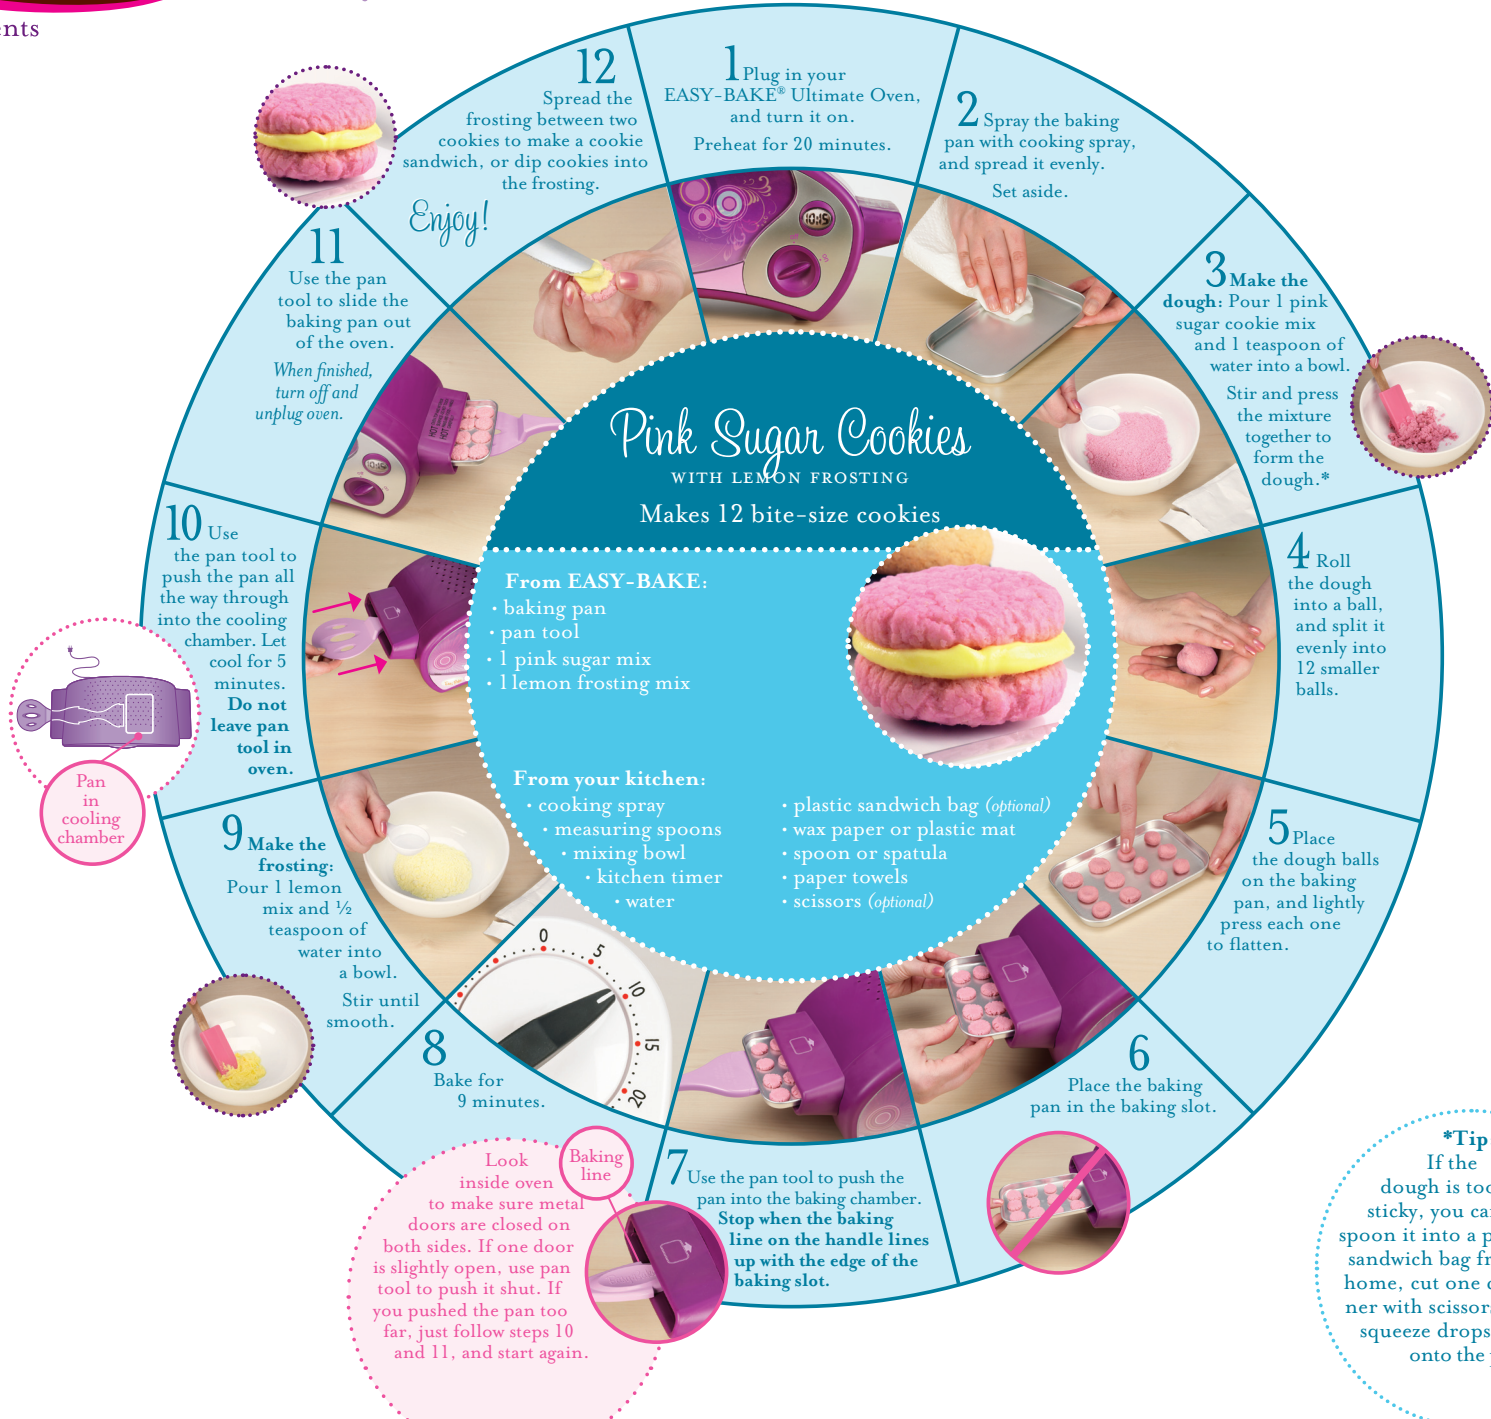 ents
1 Plug in your
EASY-BAKE® Ultimate Oven,
and turn it on.
Preheat for 20 minutes.
2 Spray the baking
pan with cooking spray,
and spread it evenly.
Set aside.
3 Make the
dough: Pour 1 pink
sugar cookie mix
and 1 teaspoon of
water into a bowl.
Stir and press
the mixture
together to
form the
dough.*
4 Roll
the dough
into a ball,
and split it
evenly into
12 smaller
balls.
5 Place
the dough balls
on the baking
pan, and lightly
press each one
to flatten.
6
Place the baking
pan in the baking slot.
7 Use the pan tool to push the
pan into the baking chamber.
Stop when the baking
line on the handle lines
up with the edge of the
baking slot.
Baking
line
Look
inside oven
to make sure metal
doors are closed on
both sides. If one door
is slightly open, use pan
tool to push it shut. If
you pushed the pan too
far, just follow steps 10
and 11, and start again.
8
Bake for
9 minutes.
0
5
10
15
20
9 Make the
frosting:
Pour 1 lemon
mix and ½
teaspoon of
water into
a bowl.
Stir until
smooth.
10 Use
the pan tool to
push the pan all
the way through
into the cooling
chamber. Let
cool for 5
minutes.
Do not
leave pan
tool in
oven.
Pan
in
cooling
chamber
11
Use the pan
tool to slide the
baking pan out
of the oven.
When finished,
turn off and
unplug oven.
12
Spread the
frosting between two
cookies to make a cookie
sandwich, or dip cookies into
the frosting.
Enjoy!
10:15
Pink Sugar Cookies
WITH LEMON FROSTING
Makes 12 bite-size cookies
From EASY-BAKE:
· baking pan
· pan tool
· 1 pink sugar mix
· 1 lemon frosting mix
From your kitchen:
· cooking spray
· measuring spoons
· mixing bowl
· kitchen timer
· water
· plastic sandwich bag (optional)
· wax paper or plastic mat
· spoon or spatula
· paper towels
· scissors (optional)
*Tip
If the
dough is too
sticky, you ca
spoon it into a p
sandwich bag fr
home, cut one c
ner with scissors
squeeze drops
onto the